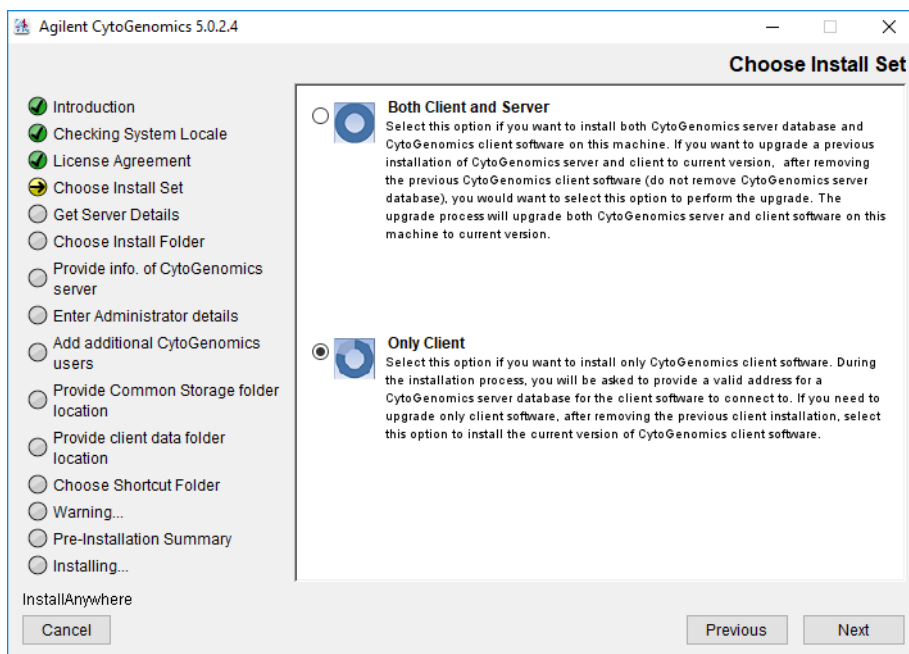 Agilent CytoGenomics 5.0.2.4
Choose Install Set
Introduction
Checking System Locale
License Agreement
Choose Install Set
Get Server Details
Choose Install Folder
Provide info. of CytoGenomics
server
Enter Administrator details
Add additional CytoGenomics
users
Provide Common Storage folder
location
Provide client data folder
location
Choose Shortcut Folder
Warning...
Pre-Installation Summary
Installing...
Both Client and Server
Select this option if you want to install both CytoGenomics server database and
CytoGenomics client software on this machine. If you want to upgrade a previous
installation of CytoGenomics server and client to current version, after removing
the previous CytoGenomics client software (do not remove CytoGenomics server
database), you would want to select this option to perform the upgrade. The
upgrade process will upgrade both CytoGenomics server and client software on this
machine to current version.
Only Client
Select this option if you want to install only CytoGenomics client software. During
the installation process, you will be asked to provide a valid address for a
CytoGenomics server database for the client software to connect to. If you need to
upgrade only client software, after removing the previous client installation, select
this option to install the current version of CytoGenomics client software.
InstallAnywhere
Cancel
Previous
Next